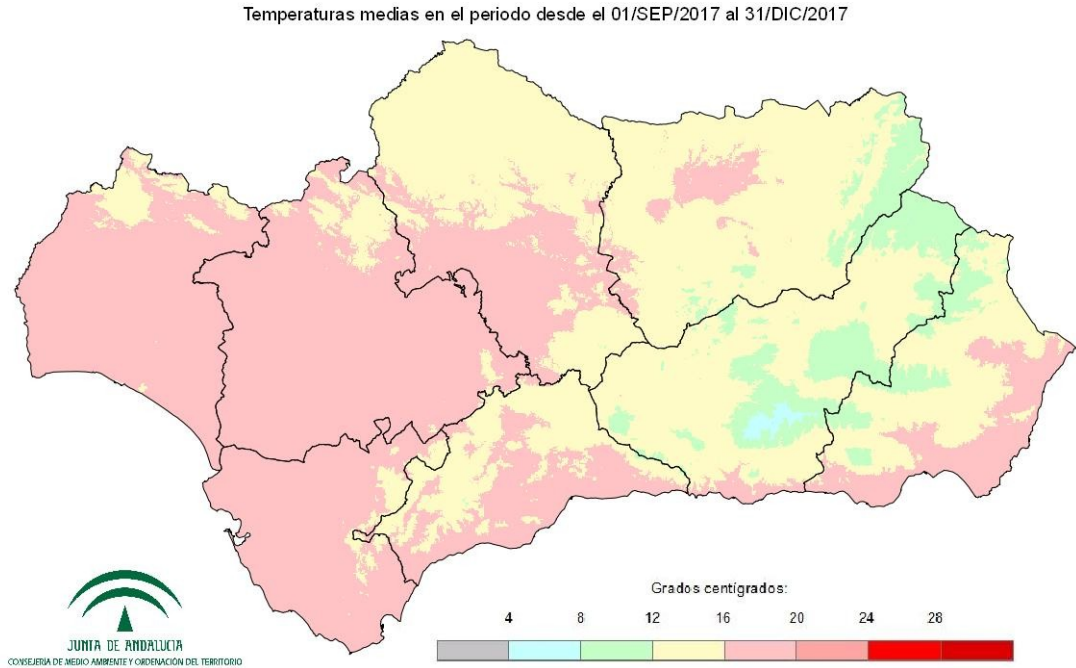 Temperaturas medias en el periodo desde el 01/SEP/2017 al 31/DIC/2017
Grados centígrados:
4 8 12 16 20 24 28
JUNTA DE ANDALUCIA
CONSEJERIA DE MEDIO AMBIENTE Y ORDENACIÓN DEL TERRITORIO